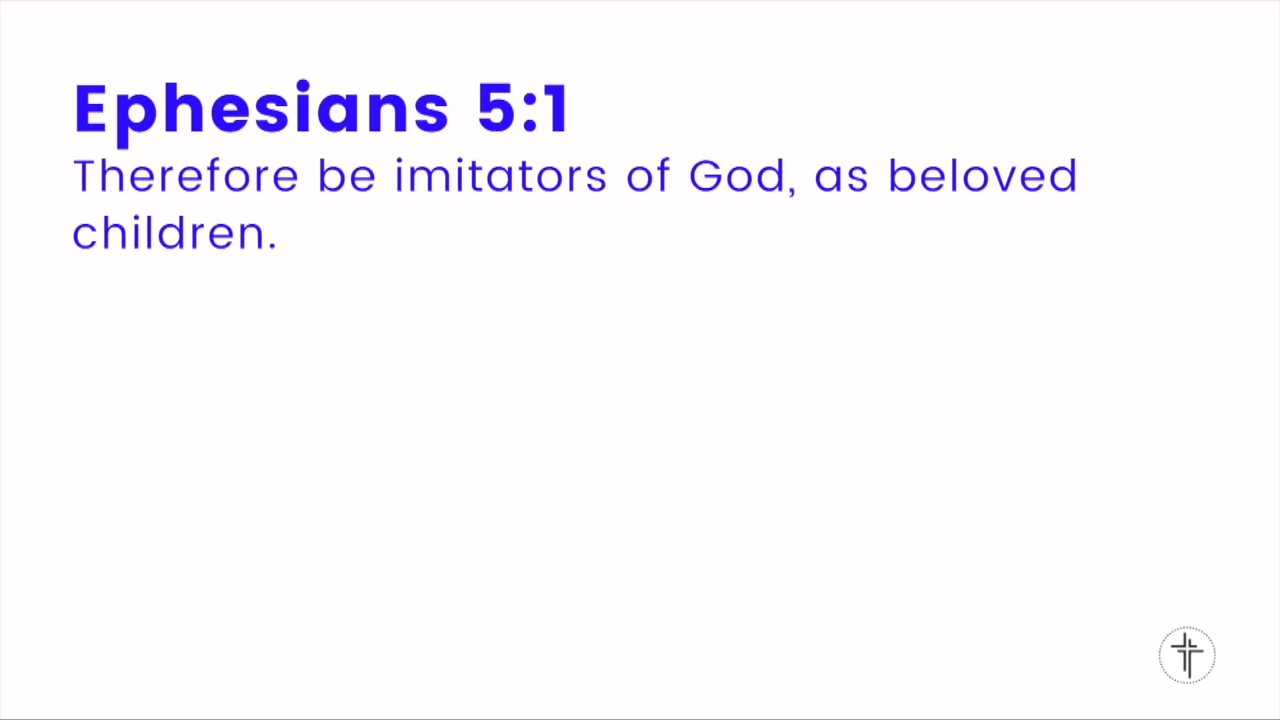 Ephesians 5:1
Therefore be imitators of God, as beloved
children.